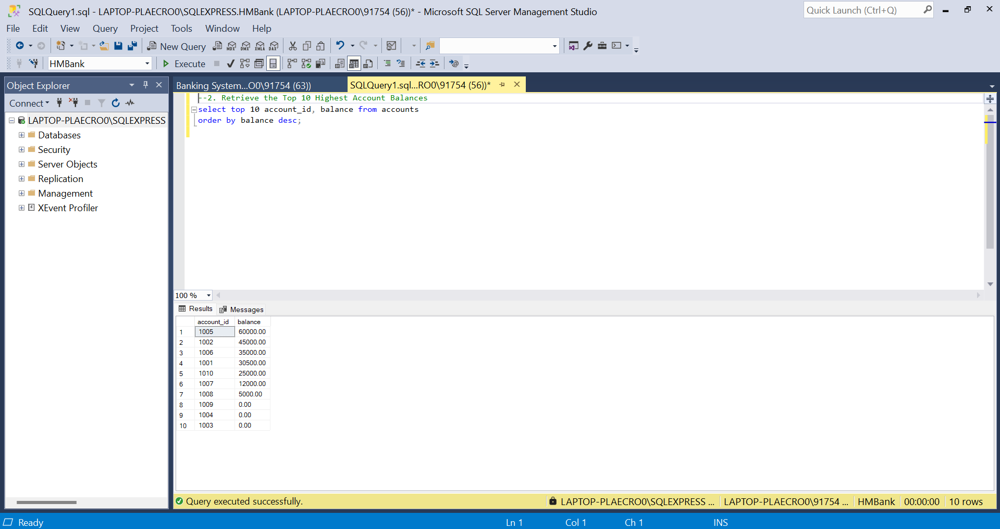 SQLQuery1.sql - LAPTOP-PLAECRO0\SQLEXPRESS.HMBank (LAPTOP-PLAECRO0\91754 (56))* - Microsoft SQL Server Management Studio
Quick Launch (Ctrl+Q)
File Edit View Query Project Tools Window Help
New Query MDX DMX XMLA DAX
HMBank Execute
Object Explorer
Banking System...O0\91754 (63))
SQLQuery1.sql...RO0\91754 (56))*
Connect
LAPTOP-PLAECRO0\SQLEXPRESS
Databases
Security
Server Objects
Replication
Management
XEvent Profiler
--2. Retrieve the Top 10 Highest Account Balances
select top 10 account_id, balance from accounts
order by balance desc;
100 %
Results Messages
account_id balance
1 1005 60000.00
2 1002 45000.00
3 1006 35000.00
4 1001 30500.00
5 1010 25000.00
6 1007 12000.00
7 1008 5000.00
8 1009 0.00
9 1004 0.00
10 1003 0.00
Query executed successfully.
LAPTOP-PLAECRO0\SQLEXPRESS ... LAPTOP-PLAECRO0\91754 ... HMBank 00:00:00 10 rows
Ready Ln 1 Col 1 Ch 1 INS